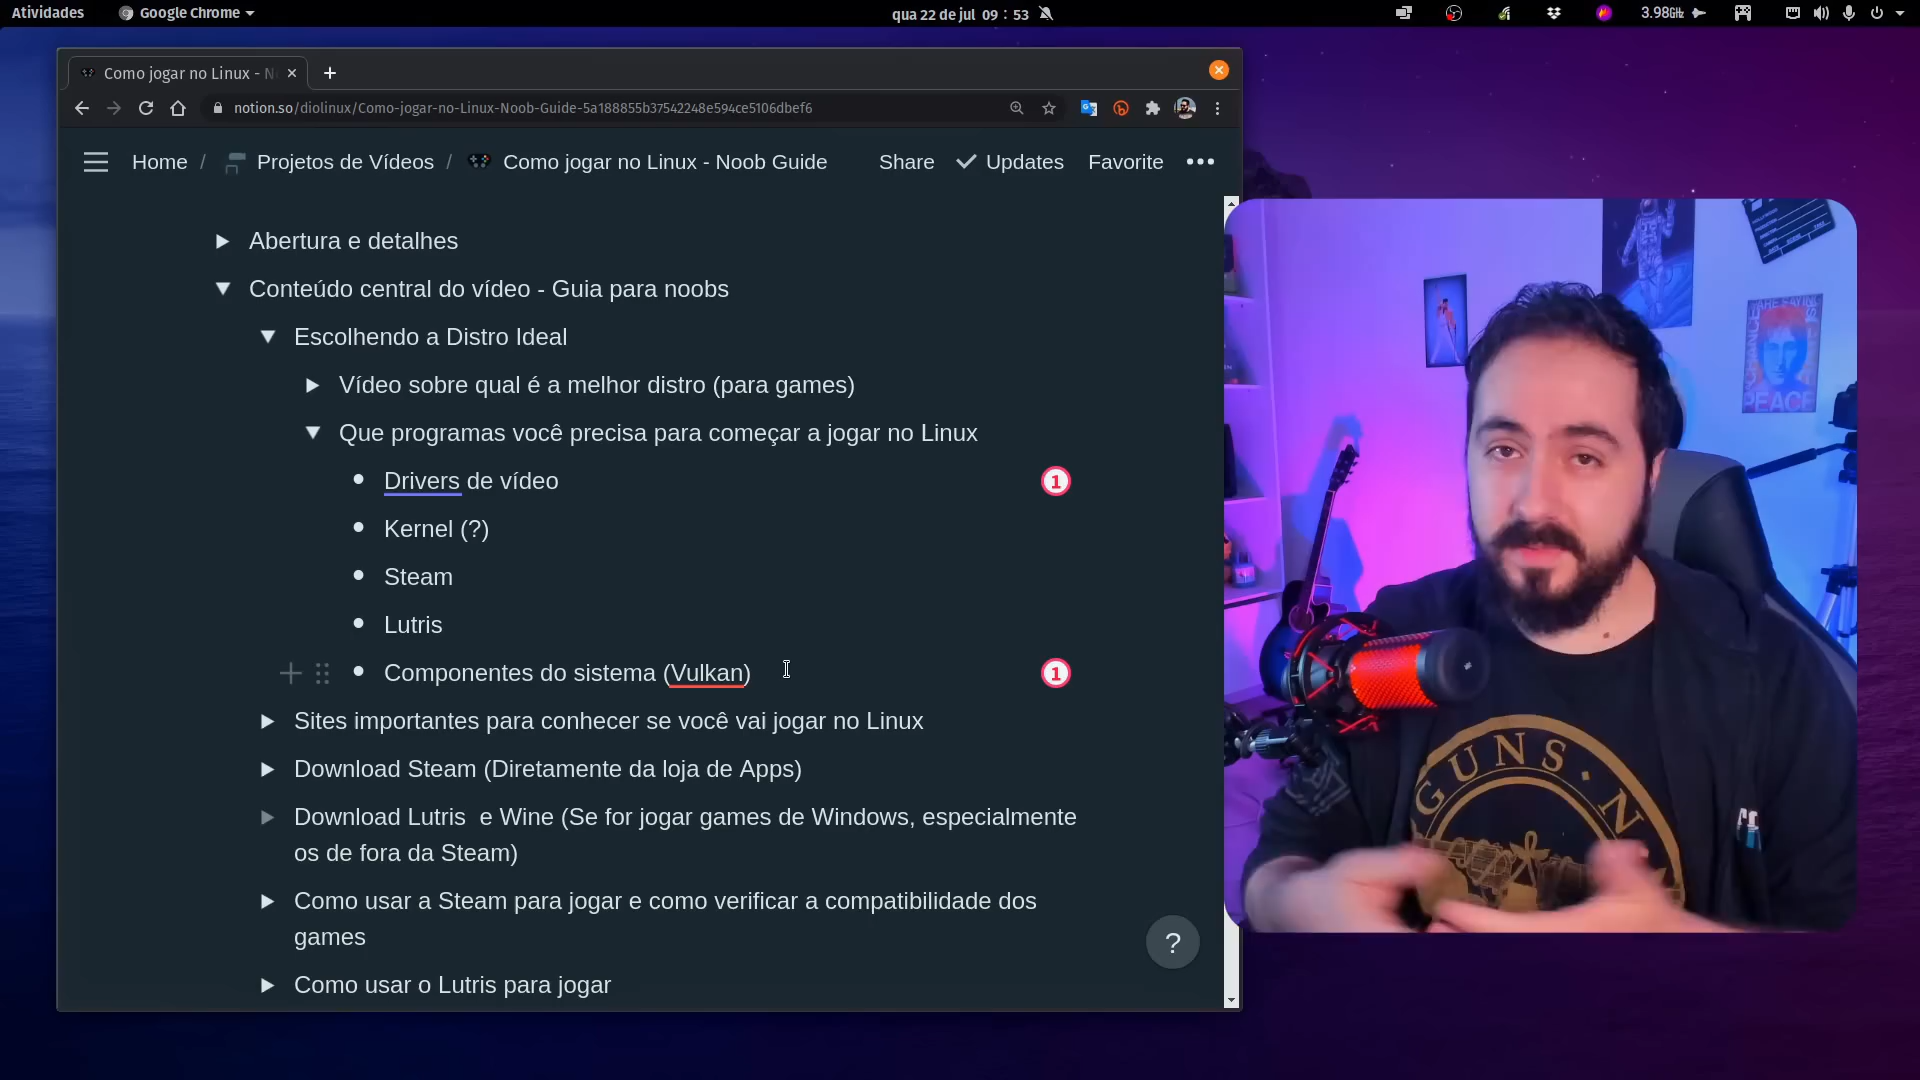 Atividades
Google Chrome
qua 22 de jul 09 : 53
3.98GHz
Como jogar no Linux - N
notion.so/diolinux/Como-jogar-no-Linux-Noob-Guide-5a188855b37542248e594ce5106dbef6
Home / Projetos de Vídeos / Como jogar no Linux - Noob Guide
Share
Updates
Favorite
Abertura e detalhes
Conteúdo central do vídeo - Guia para noobs
Escolhendo a Distro Ideal
Vídeo sobre qual é a melhor distro (para games)
Que programas você precisa para começar a jogar no Linux
Drivers de vídeo
1
Kernel (?)
Steam
Lutris
Componentes do sistema (Vulkan)
1
Sites importantes para conhecer se você vai jogar no Linux
Download Steam (Diretamente da loja de Apps)
Download Lutris  e Wine (Se for jogar games de Windows, especialmente
os de fora da Steam)
Como usar a Steam para jogar e como verificar a compatibilidade dos
games
Como usar o Lutris para jogar
?
PEACE
GUNS N